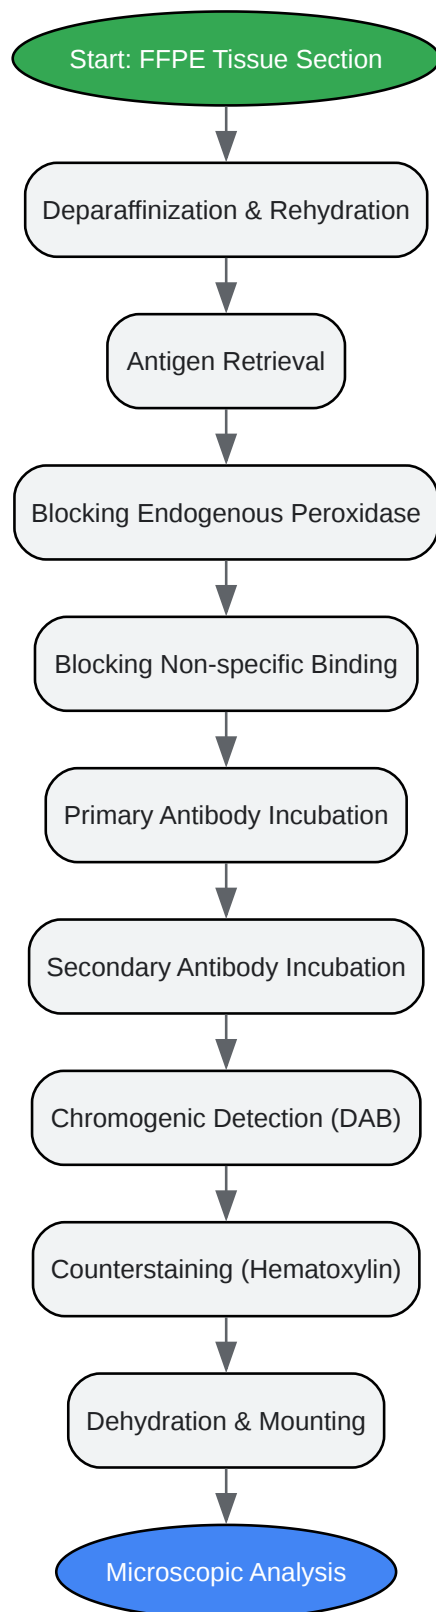 Start: FFPE Tissue Section
Deparaffinization & Rehydration
Antigen Retrieval
Blocking Endogenous Peroxidase
Blocking Non-specific Binding
Primary Antibody Incubation
Secondary Antibody Incubation
Chromogenic Detection (DAB)
Counterstaining (Hematoxylin)
Dehydration & Mounting
Microscopic Analysis